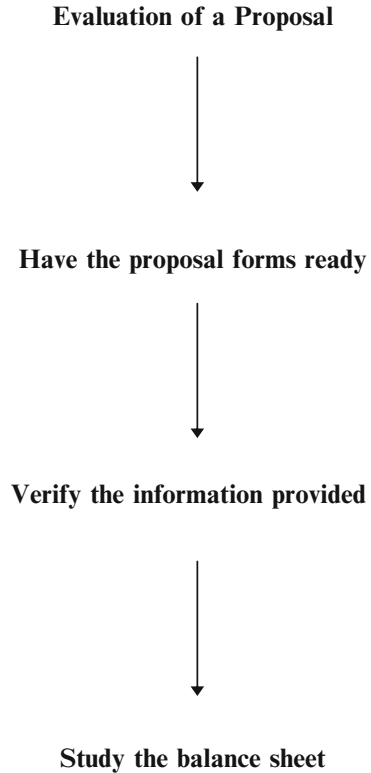 Evaluation of a Proposal
Have the proposal forms ready
Verify the information provided
Study the balance sheet